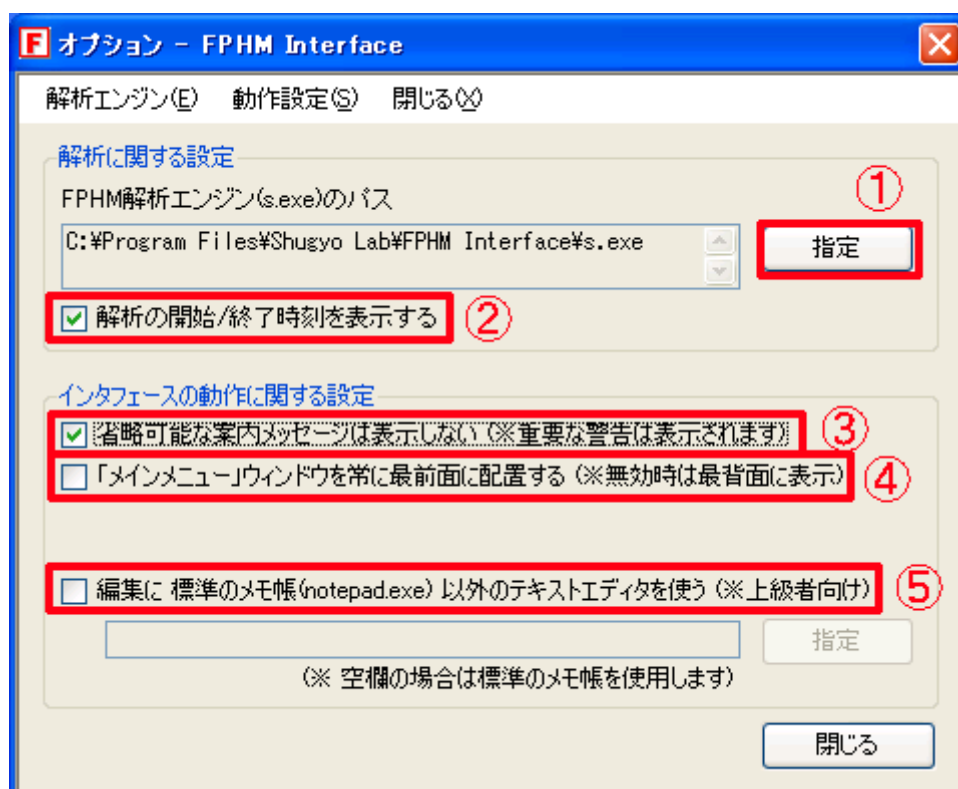 F オプション - FPHM Interface
解析エンジン(E) 動作設定(S) 閉じる(X)
解析に関する設定
FPHM解析エンジン(s.exe)のパス
①
C:¥Program Files¥Shugyo Lab¥FPHM Interface¥s.exe
指定
解析の開始/終了時刻を表示する
②
インタフェースの動作に関する設定
省略可能な案内メッセージは表示しない (※重要な警告は表示されます)
③
「メインメニュー」ウィンドウを常に最前面に配置する (※無効時は最背面に表示)
④
編集に 標準のメモ帳(notepad.exe) 以外のテキストエディタを使う (※上級者向け)
⑤
指定
(※ 空欄の場合は標準のメモ帳を使用します)
閉じる